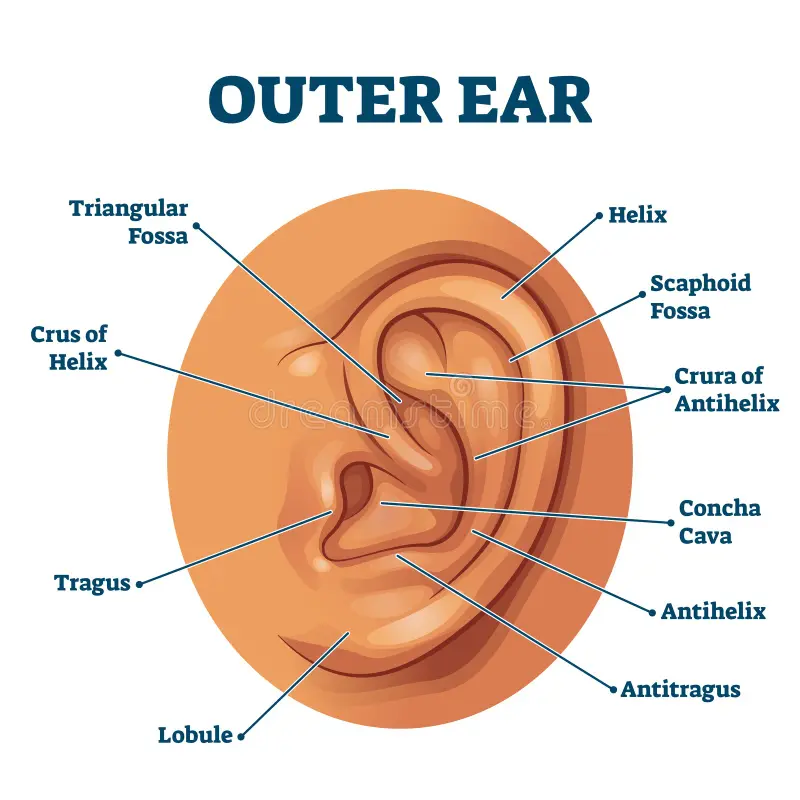 OUTER EAR
Triangular
Fossa
Helix
Scaphoid
Fossa
Crus of
Helix
Crura of
Antihelix
dreamstime
Concha
Cava
Tragus
Antihelix
Antitragus
Lobule